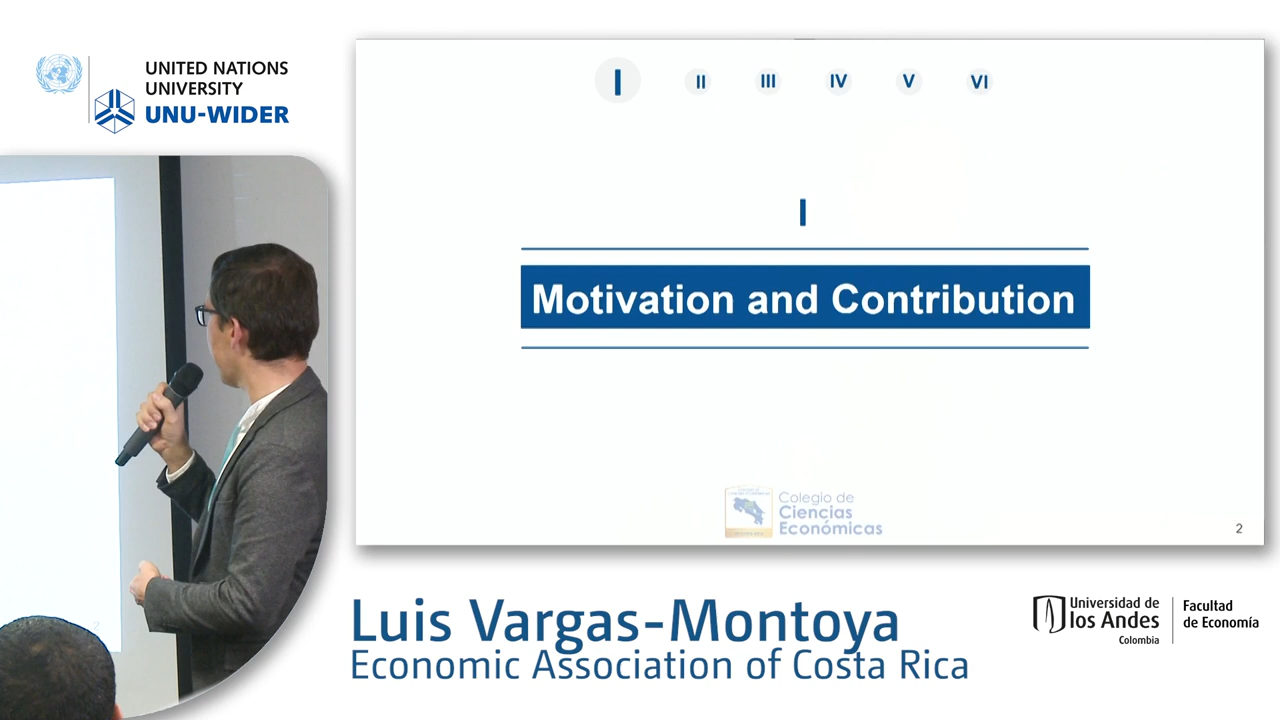 UNITED NATIONS
UNIVERSITY
UNU-WIDER
I II III IV V VI
I
Motivation and Contribution
Colegio de
Ciencias
Económicas
2
Luis Vargas-Montoya
Economic Association of Costa Rica
Universidad de
los Andes
Colombia
Facultad
de Economía